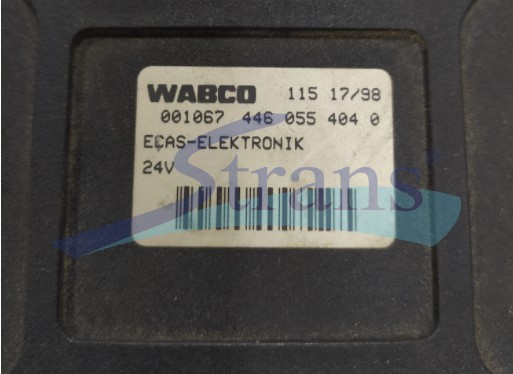 WABCO 115 17/98
001067 446 055 404 0
ECAS-ELEKTRONIK
24V
Strans